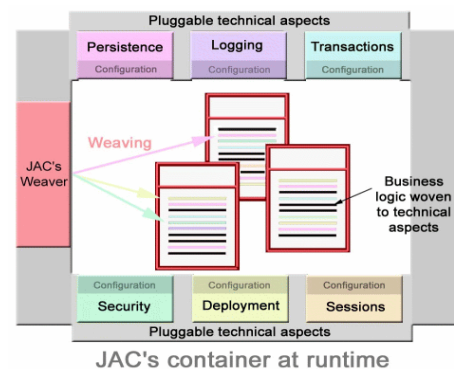 Pluggable technical aspects
Persistence
Logging
Transactions
Configuration
Configuration
Configuration
JAC's
Weaver
Weaving
Business
logic woven
to technical
aspects
Configuration
Configuration
Configuration
Security
Deployment
Sessions
Pluggable technical aspects
JAC's container at runtime